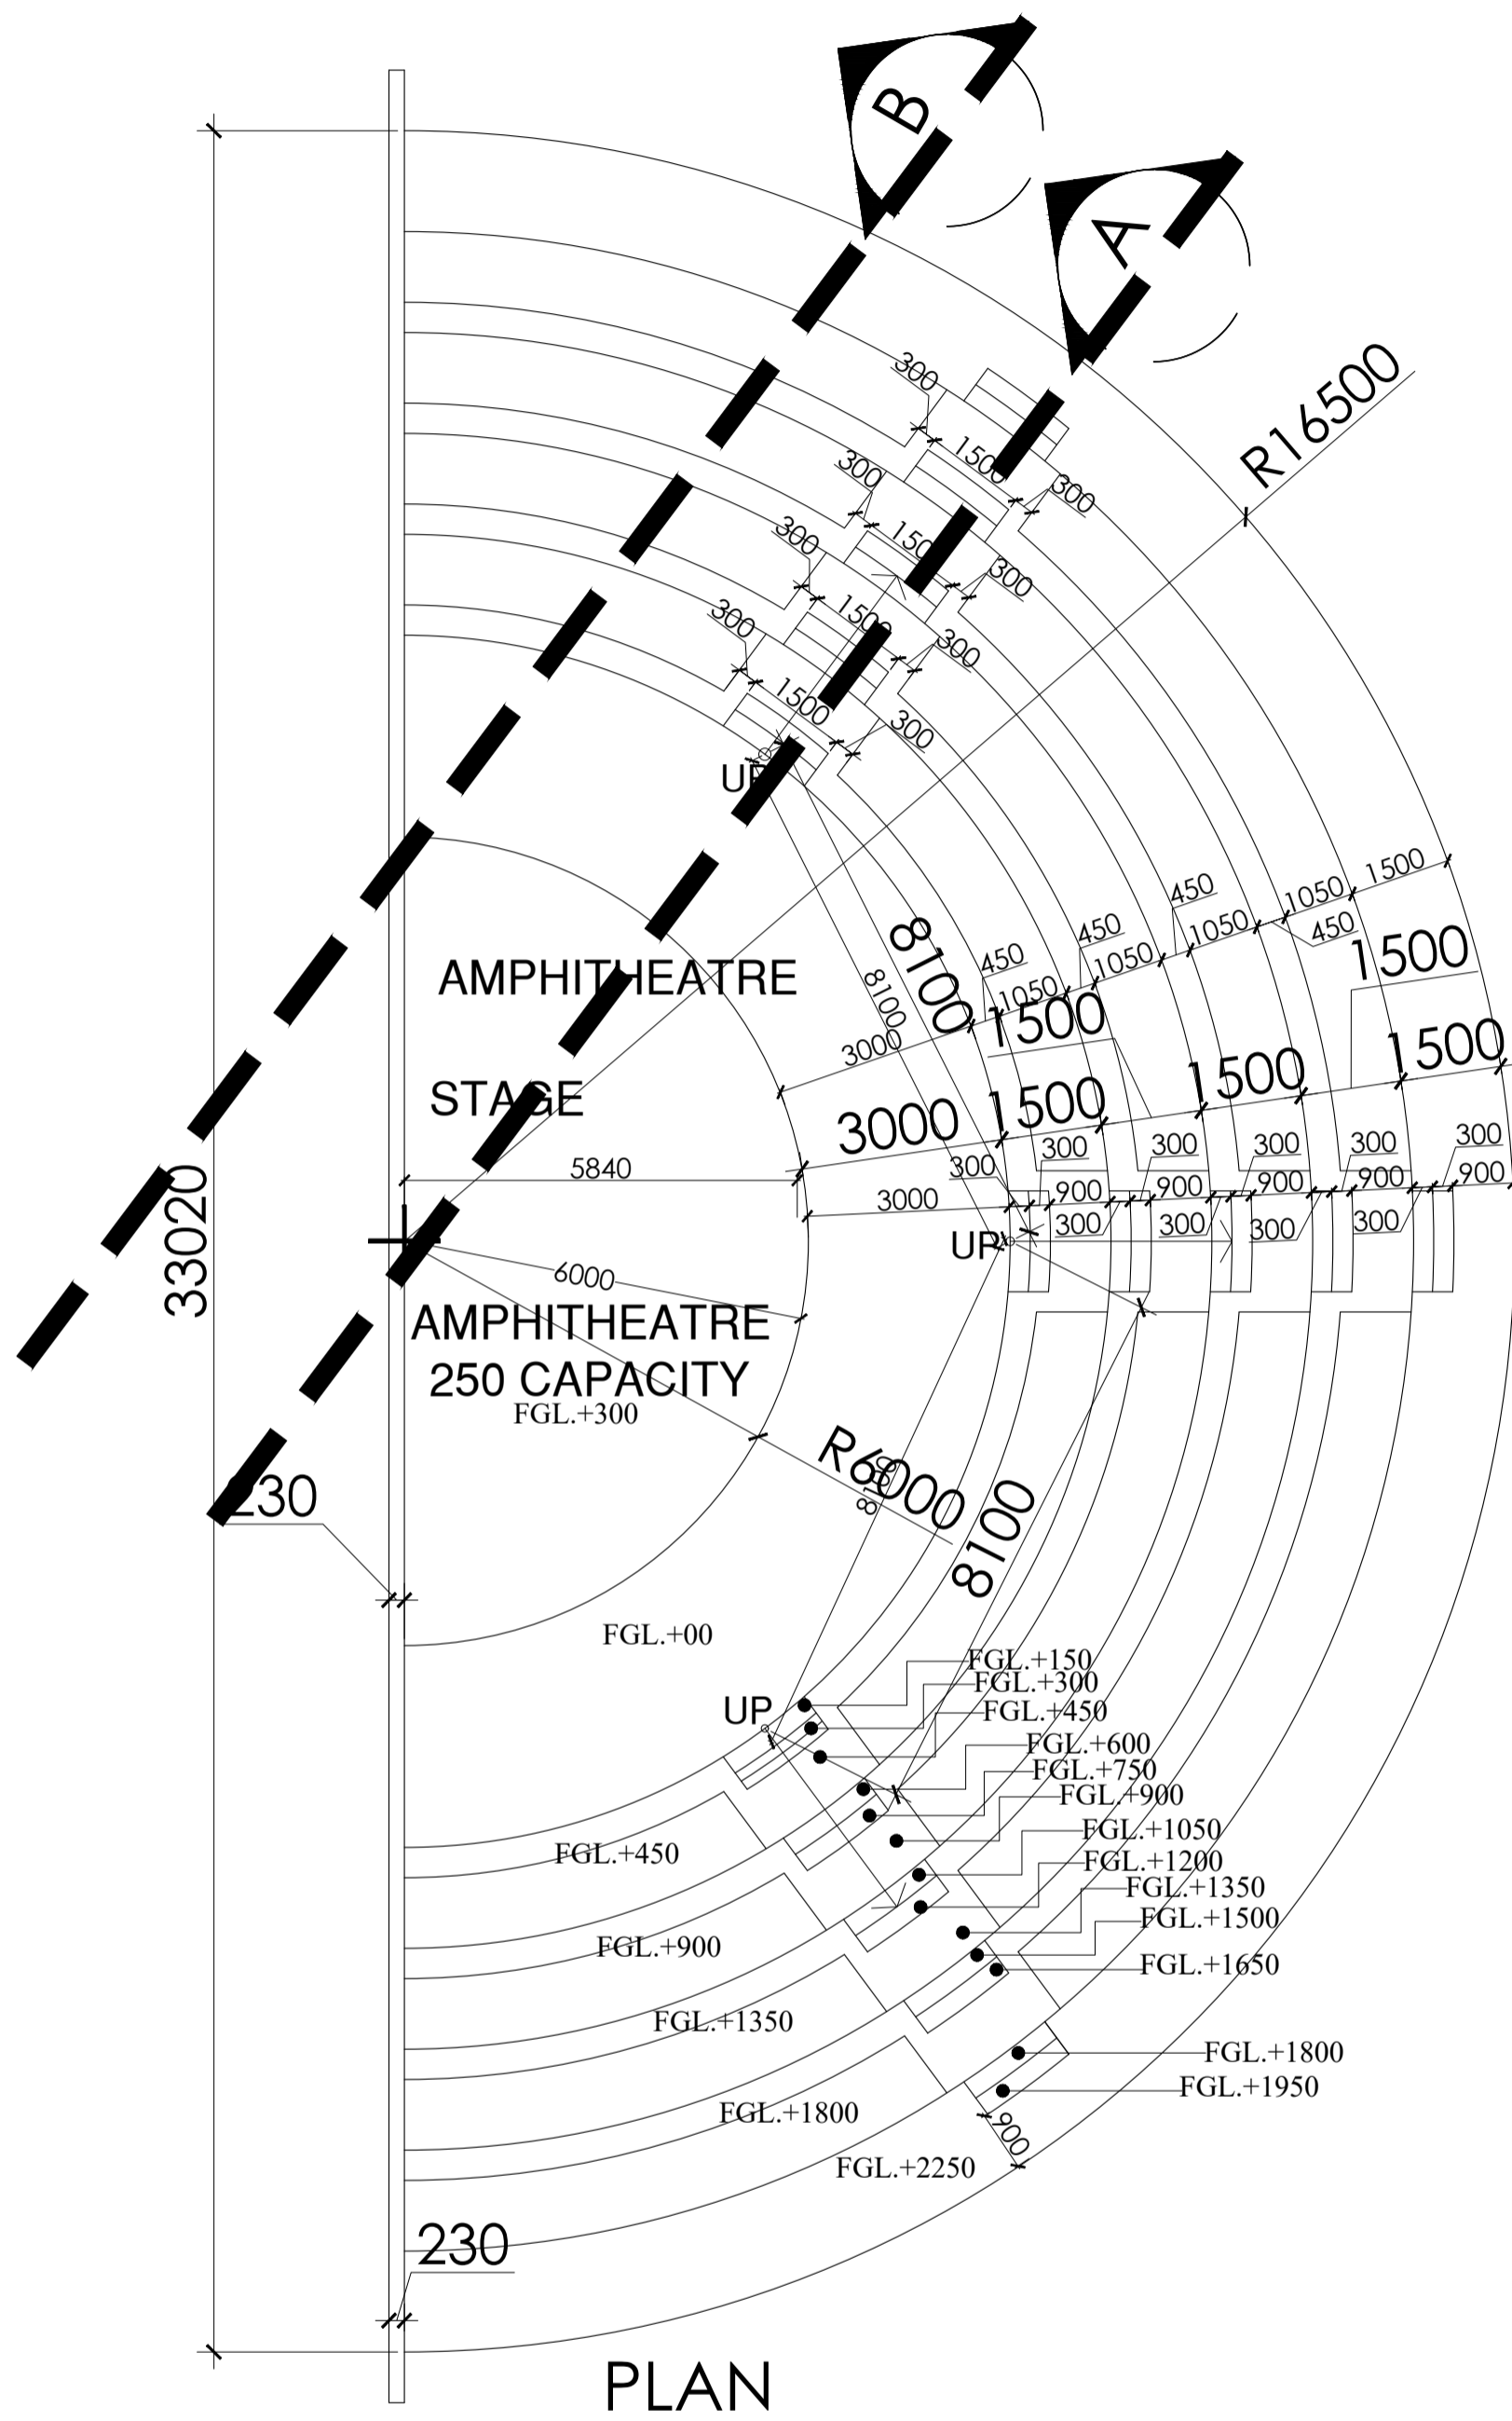 B
A
R16500
300
1500
300
300
1500
300
300
1500
300
300
1500
300
UP
1500
1050
450
1050
450
1050
450
1050
450
3000
8100
8100
1500
1500
1500
1500
1500
3000
AMPHITHEATRE
STAGE
5840
33020
300
300
300
300
300
300
3000
900
900
900
900
900
300
300
300
300
UP
6000
AMPHITHEATRE
250 CAPACITY
FGL.+300
R6000
8100
8100
230
FGL.+00
FGL.+150
FGL.+300
FGL.+450
UP
FGL.+600
FGL.+750
FGL.+900
FGL.+1050
FGL.+450
FGL.+1200
FGL.+1350
FGL.+1500
FGL.+900
FGL.+1650
FGL.+1350
FGL.+1800
FGL.+1950
FGL.+1800
900
FGL.+2250
230
PLAN